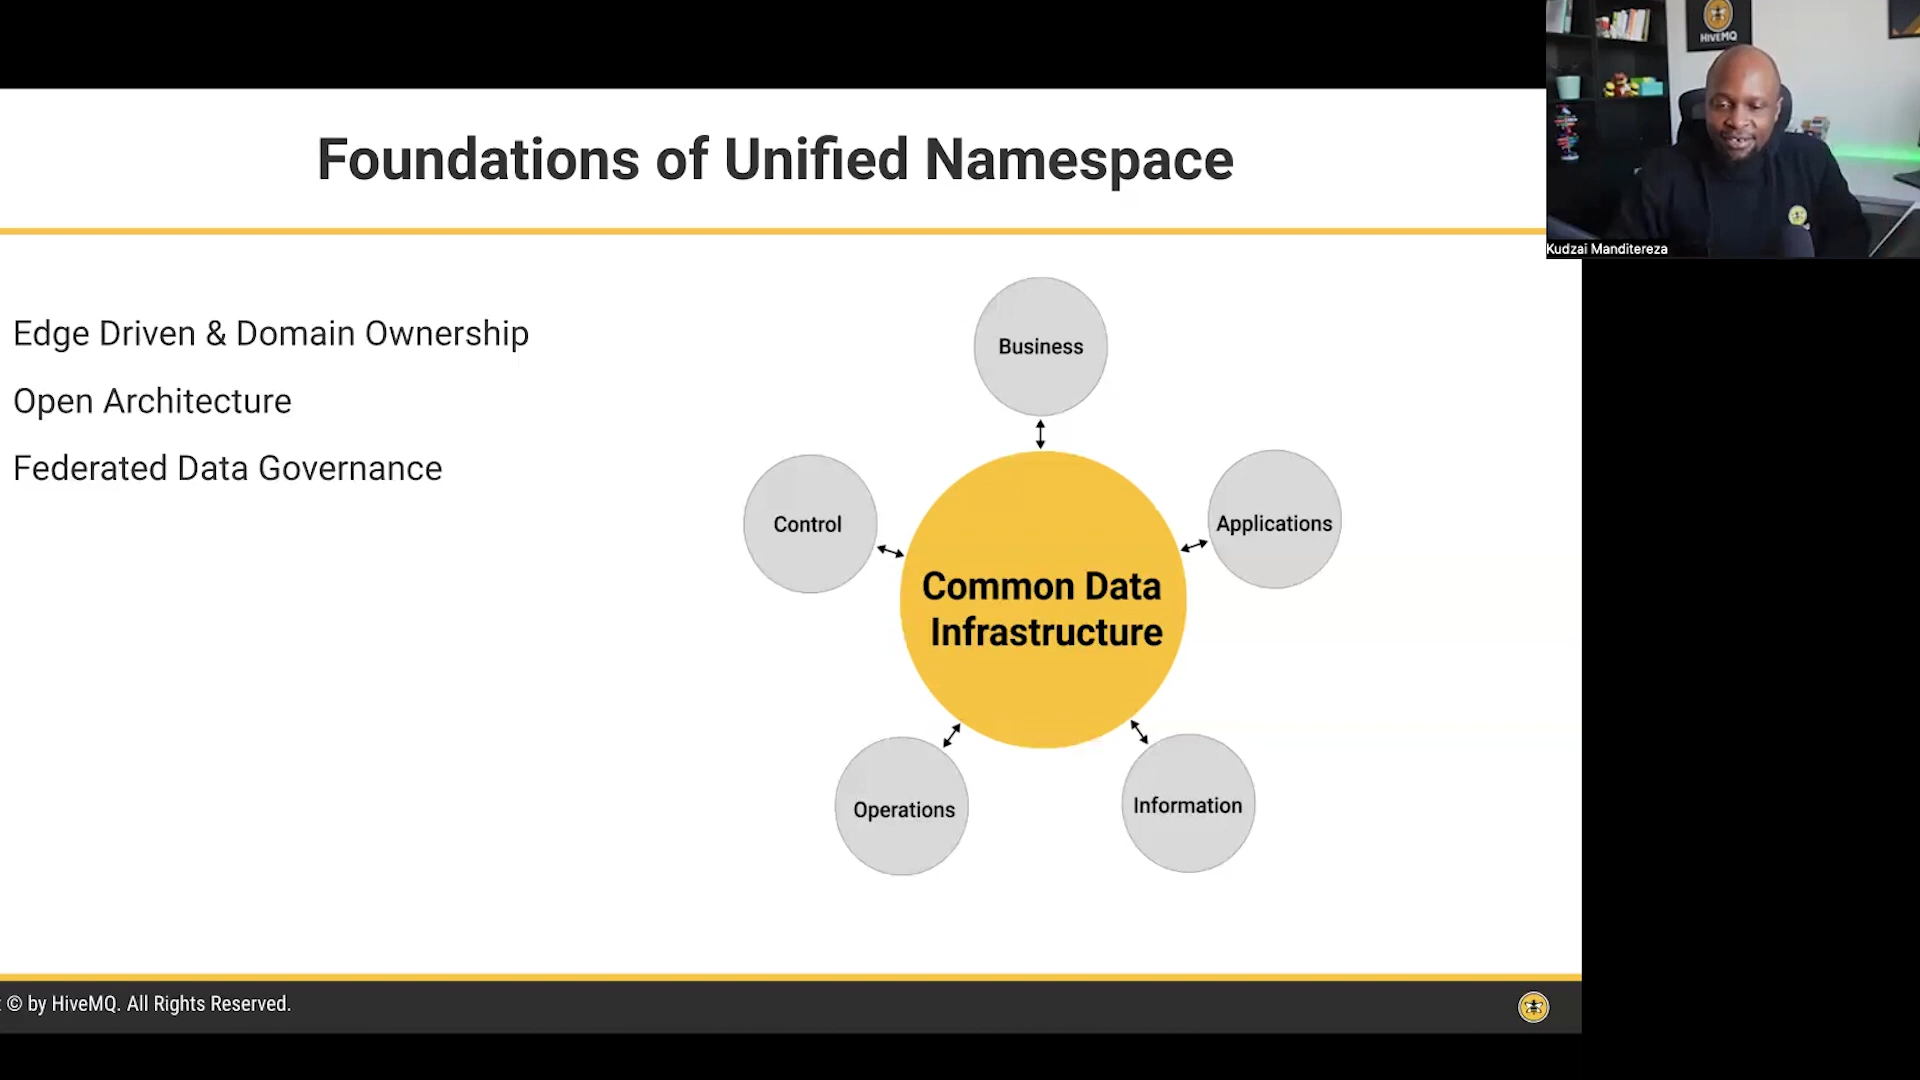 HIVEMQ
Kudzai Manditereza
Foundations of Unified Namespace
Edge Driven & Domain Ownership
Open Architecture
Federated Data Governance
Business
Control
Applications
Common Data
Infrastructure
Operations
Information
© by HiveMQ. All Rights Reserved.